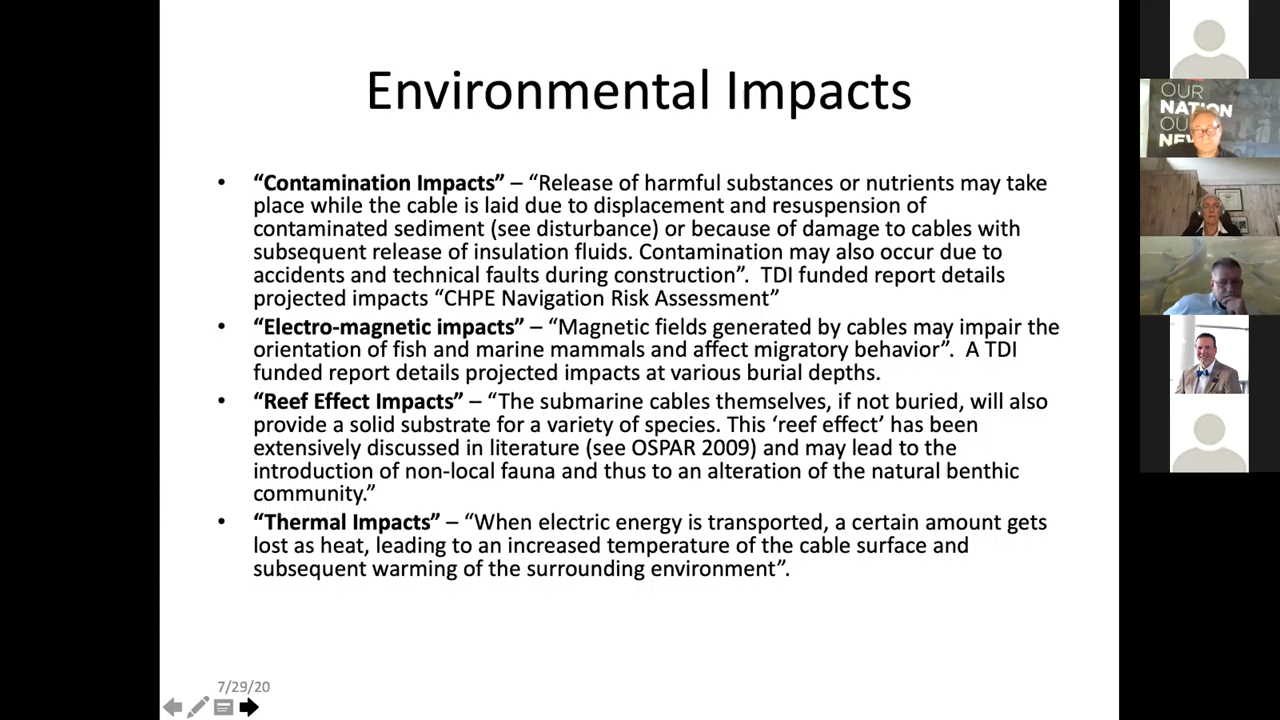 Environmental Impacts
• “Contamination Impacts” – “Release of harmful substances or nutrients may take
place while the cable is laid due to displacement and resuspension of
contaminated sediment (see disturbance) or because of damage to cables with
subsequent release of insulation fluids. Contamination may also occur due to
accidents and technical faults during construction”. TDI funded report details
projected impacts “CHPE Navigation Risk Assessment”
• “Electro-magnetic impacts” – “Magnetic fields generated by cables may impair the
orientation of fish and marine mammals and affect migratory behavior”. A TDI
funded report details projected impacts at various burial depths.
• “Reef Effect Impacts” – “The submarine cables themselves, if not buried, will also
provide a solid substrate for a variety of species. This ‘reef effect’ has been
extensively discussed in literature (see OSPAR 2009) and may lead to the
introduction of non-local fauna and thus to an alteration of the natural benthic
community.”
• “Thermal Impacts” – “When electric energy is transported, a certain amount gets
lost as heat, leading to an increased temperature of the cable surface and
subsequent warming of the surrounding environment”.
7/29/20
OUR
NATION
OU
NE